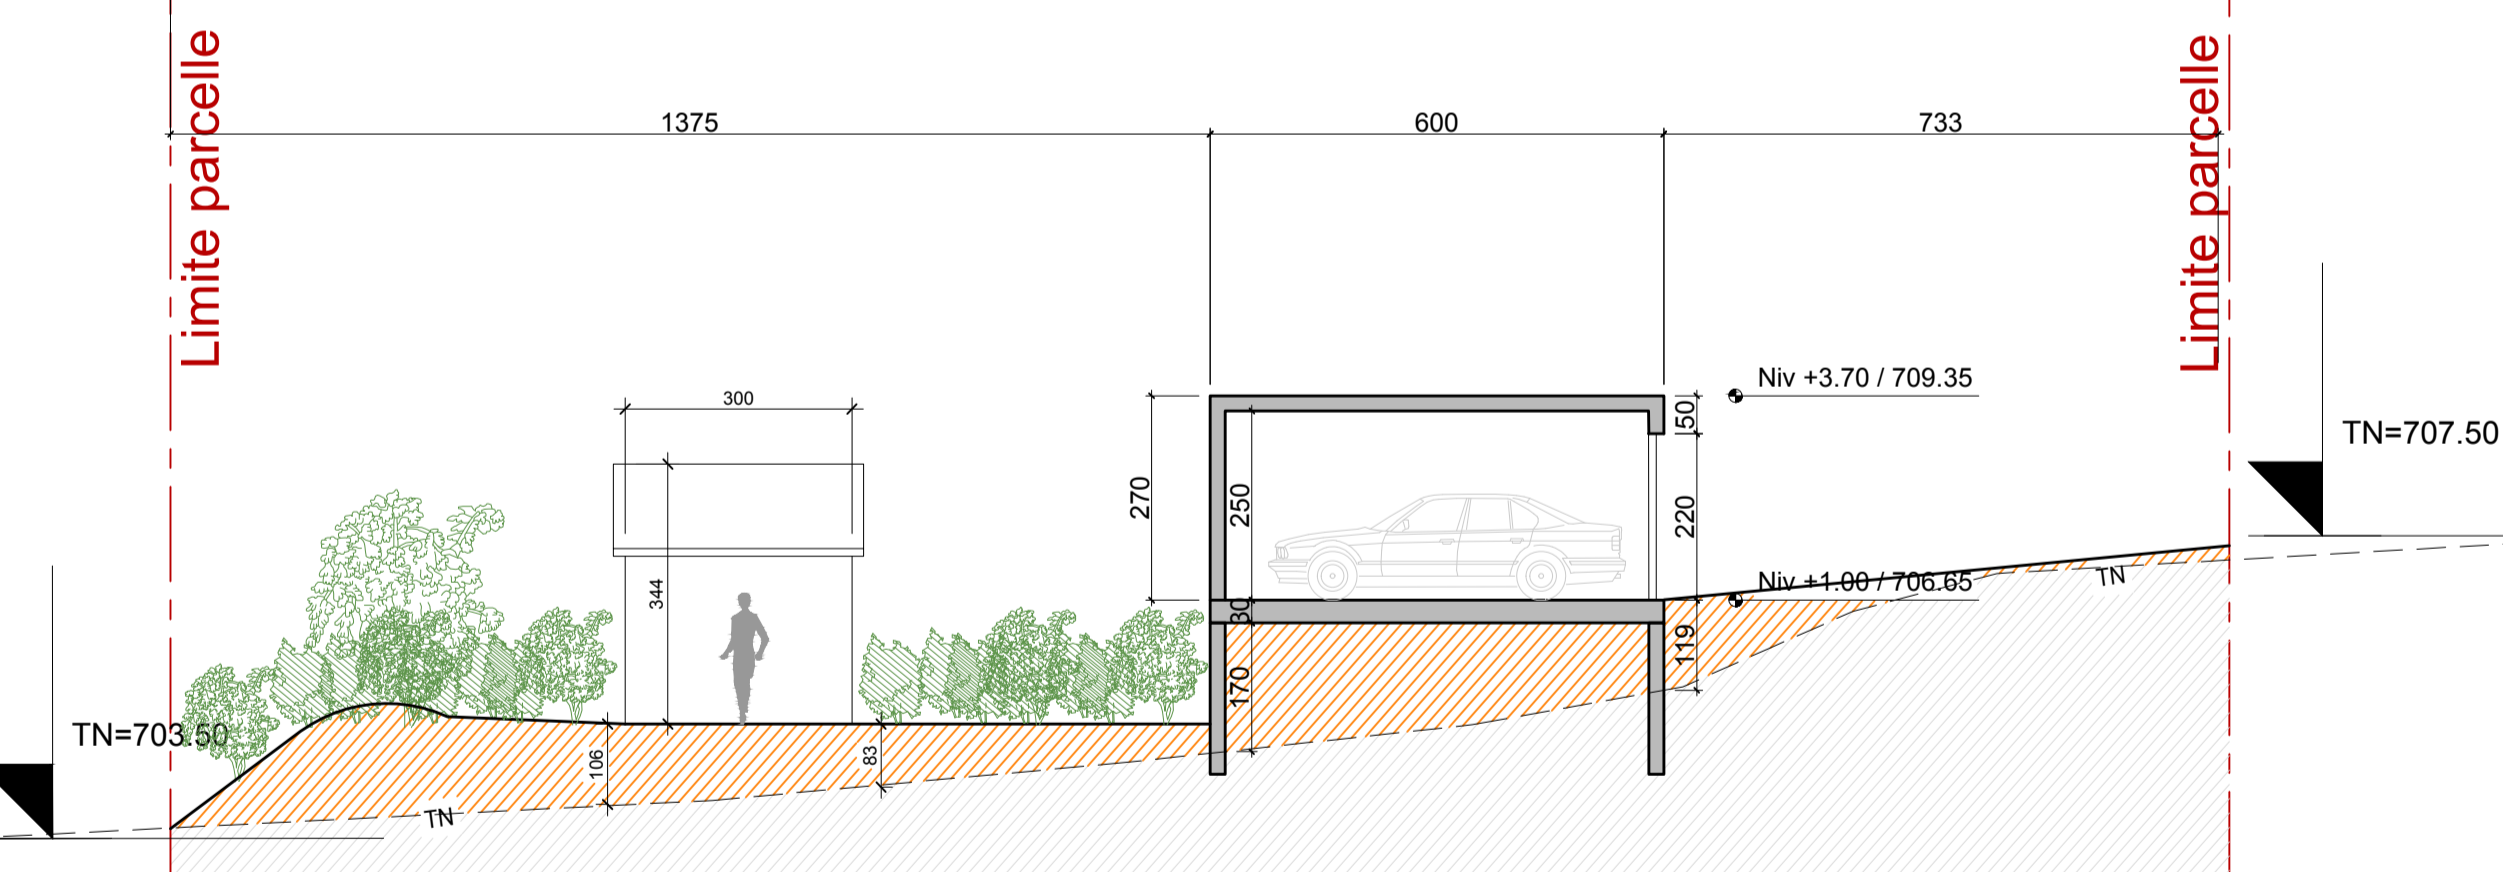 Limite parcelle
Limite parcelle
1375
600
733
Niv +3.70 / 709.35
300
50
TN=707.50
270
250
220
344
Niv +1.00 / 706.65
TN
30
119
170
TN=703.50
106
83
TN